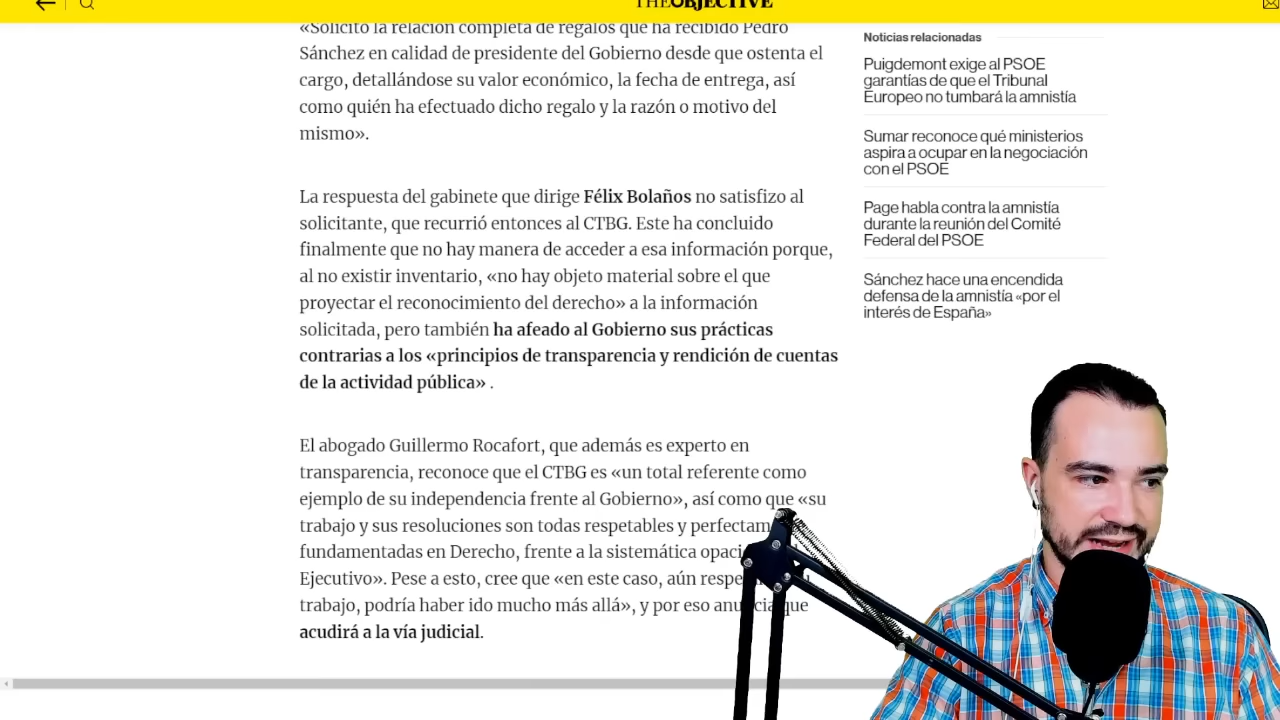 THE OBJECTIVE
«Solicito la relación completa de regalos que ha recibido Pedro
Sánchez en calidad de presidente del Gobierno desde que ostenta el
cargo, detallándose su valor económico, la fecha de entrega, así
como quién ha efectuado dicho regalo y la razón o motivo del
mismo».
La respuesta del gabinete que dirige Félix Bolaños no satisfizo al
solicitante, que recurrió entonces al CTBG. Este ha concluido
finalmente que no hay manera de acceder a esa información porque,
al no existir inventario, «no hay objeto material sobre el que
proyectar el reconocimiento del derecho» a la información
solicitada, pero también ha afeado al Gobierno sus prácticas
contrarias a los «principios de transparencia y rendición de cuentas
de la actividad pública» .
El abogado Guillermo Rocafort, que además es experto en
transparencia, reconoce que el CTBG es «un total referente como
ejemplo de su independencia frente al Gobierno», así como que «su
trabajo y sus resoluciones son todas respetables y
fundamentadas en Derecho, frente a la sistemática
Ejecutivo». Pese a esto, cree que «en este caso, aún
trabajo, podría haber ido mucho más allá», y por eso que
acudirá a la vía judicial.
Noticias relacionadas
Puigdemont exige al PSOE
garantías de que el Tribunal
Europeo no tumbará la amnistía
Sumar reconoce qué ministerios
aspira a ocupar en la negociación
con el PSOE
Page habla contra la amnistía
durante la reunión del Comité
Federal del PSOE
Sánchez hace una encendida
defensa de la amnistía «por el
interés de España»